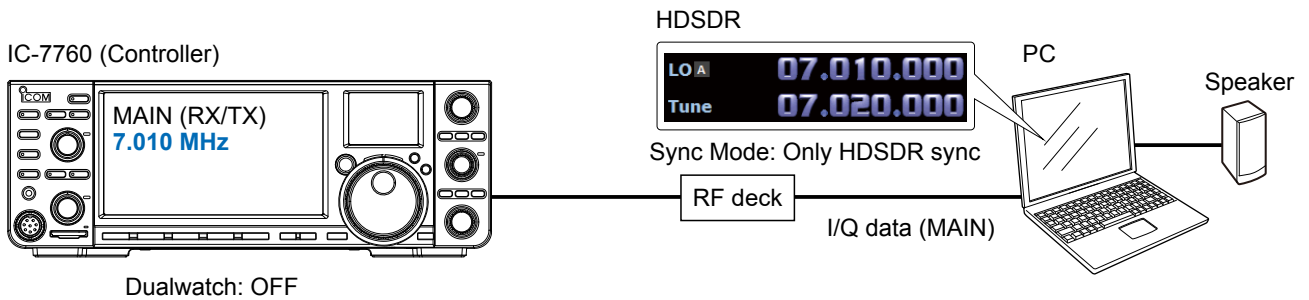 HDSDR
IC-7760 (Controller)
PC
LO A 07.010.000
Tune 07.020.000
Speaker
ICOM
MAIN (RX/TX)
7.010 MHz
Sync Mode: Only HDSDR sync
RF deck
I/Q data (MAIN)
Dualwatch: OFF